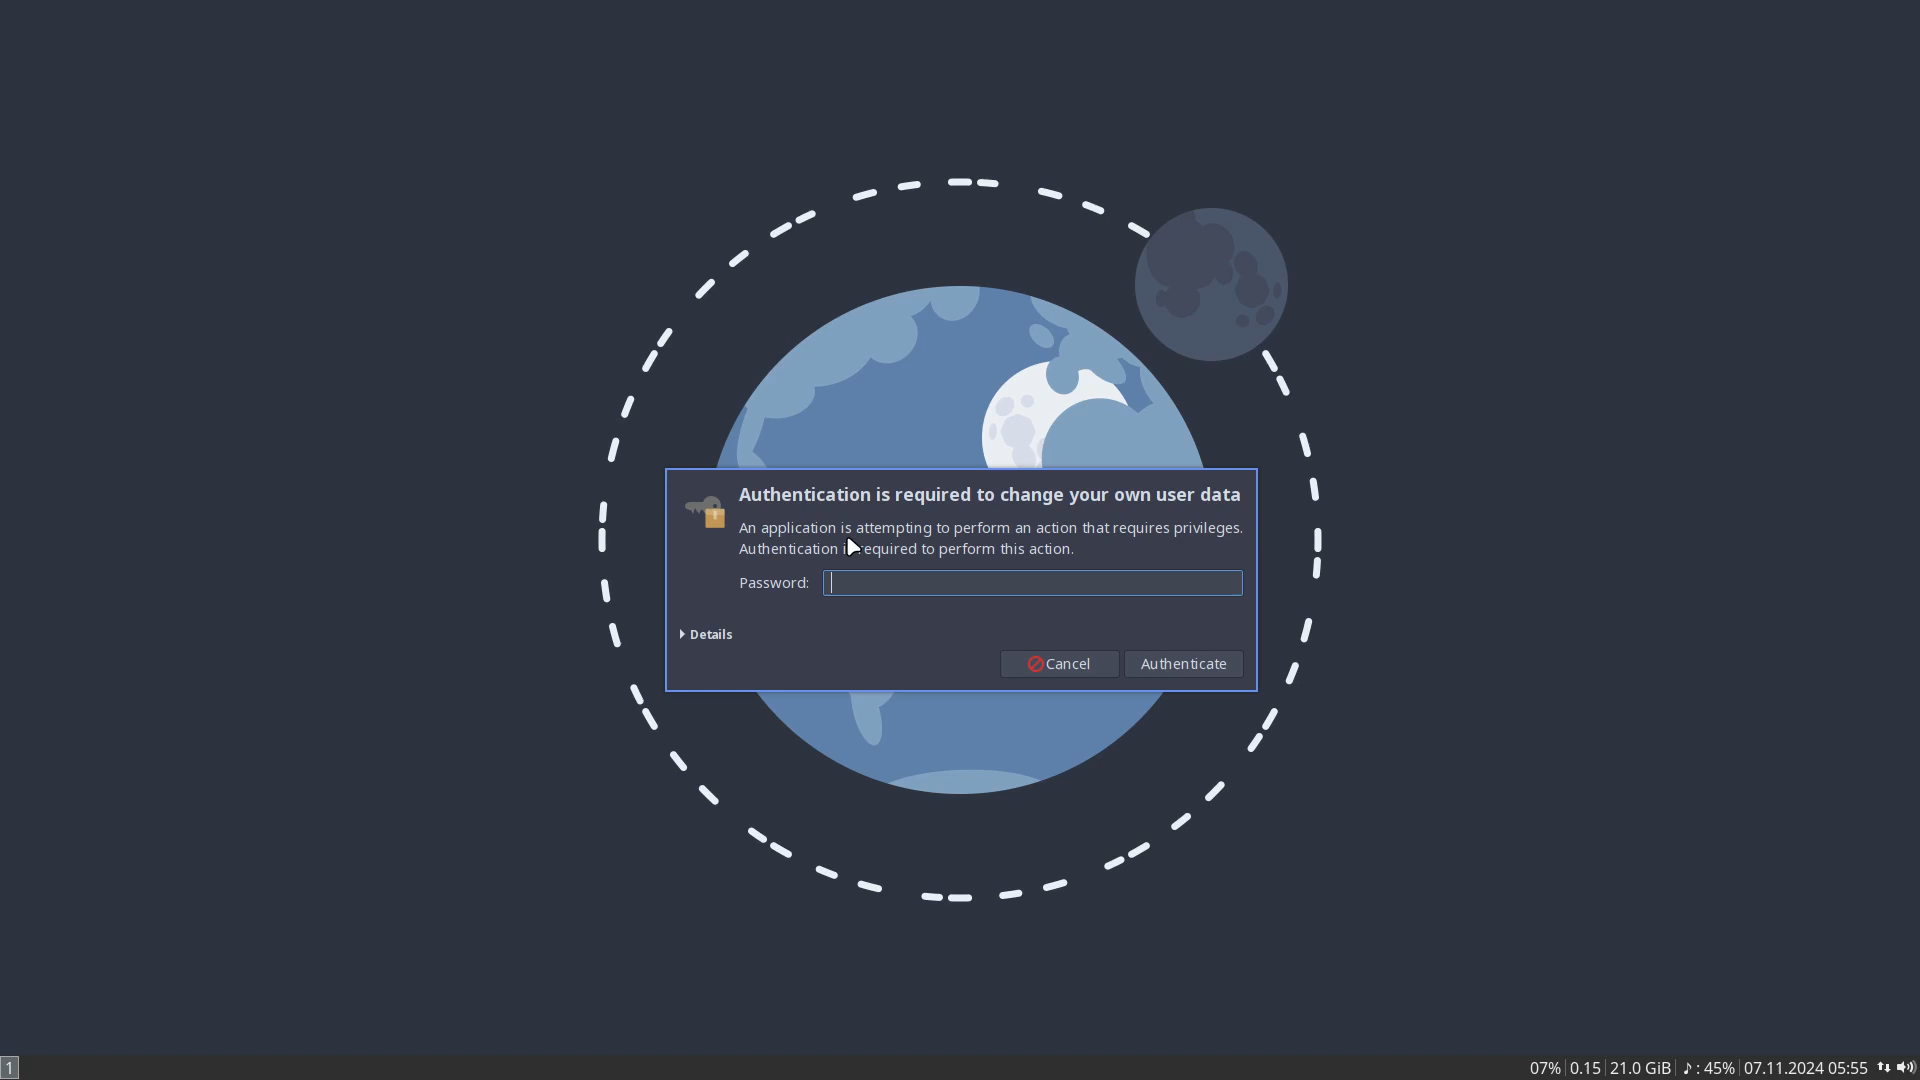 Authentication is required to change your own user data
An application is attempting to perform an action that requires privileges.
Authentication is required to perform this action.
Password:
Details
Cancel
Authenticate
1
07% 0.15 21.0 GiB ♪: 45% 07.11.2024 05:55